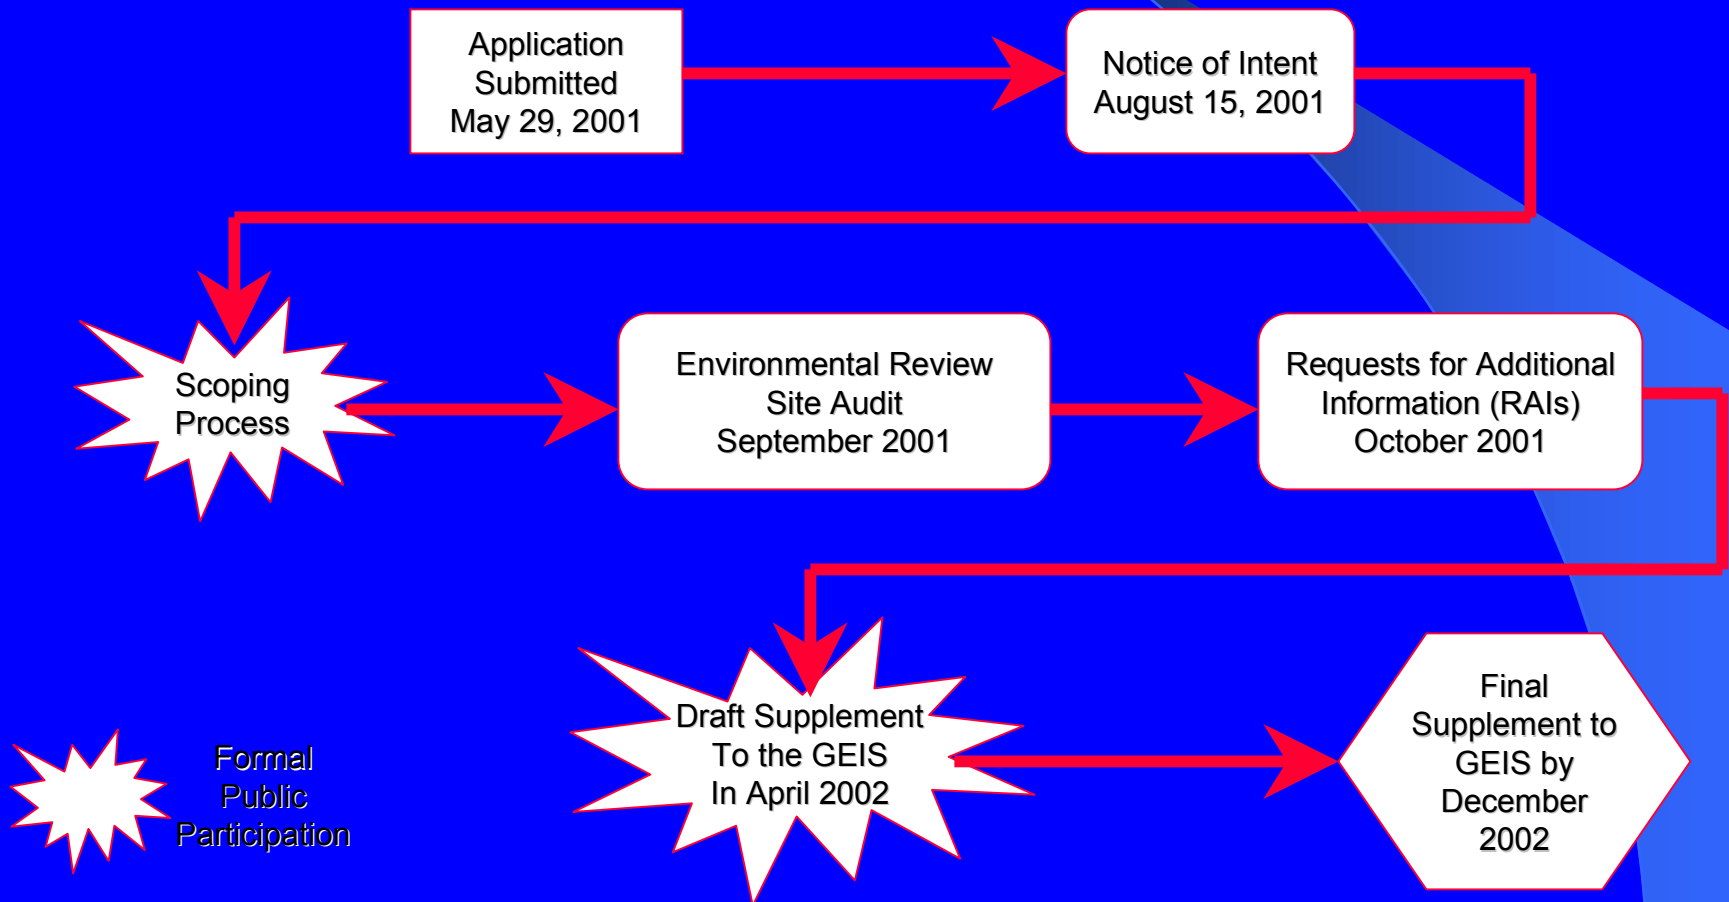 Application
Submitted
May 29, 2001
Notice of Intent
August 15, 2001
Scoping
Process
Environmental Review
Site Audit
September 2001
Requests for Additional
Information (RAIs)
October 2001
Draft Supplement
To the GEIS
In April 2002
Final
Supplement to
GEIS by
December
2002
Formal
Public
Participation